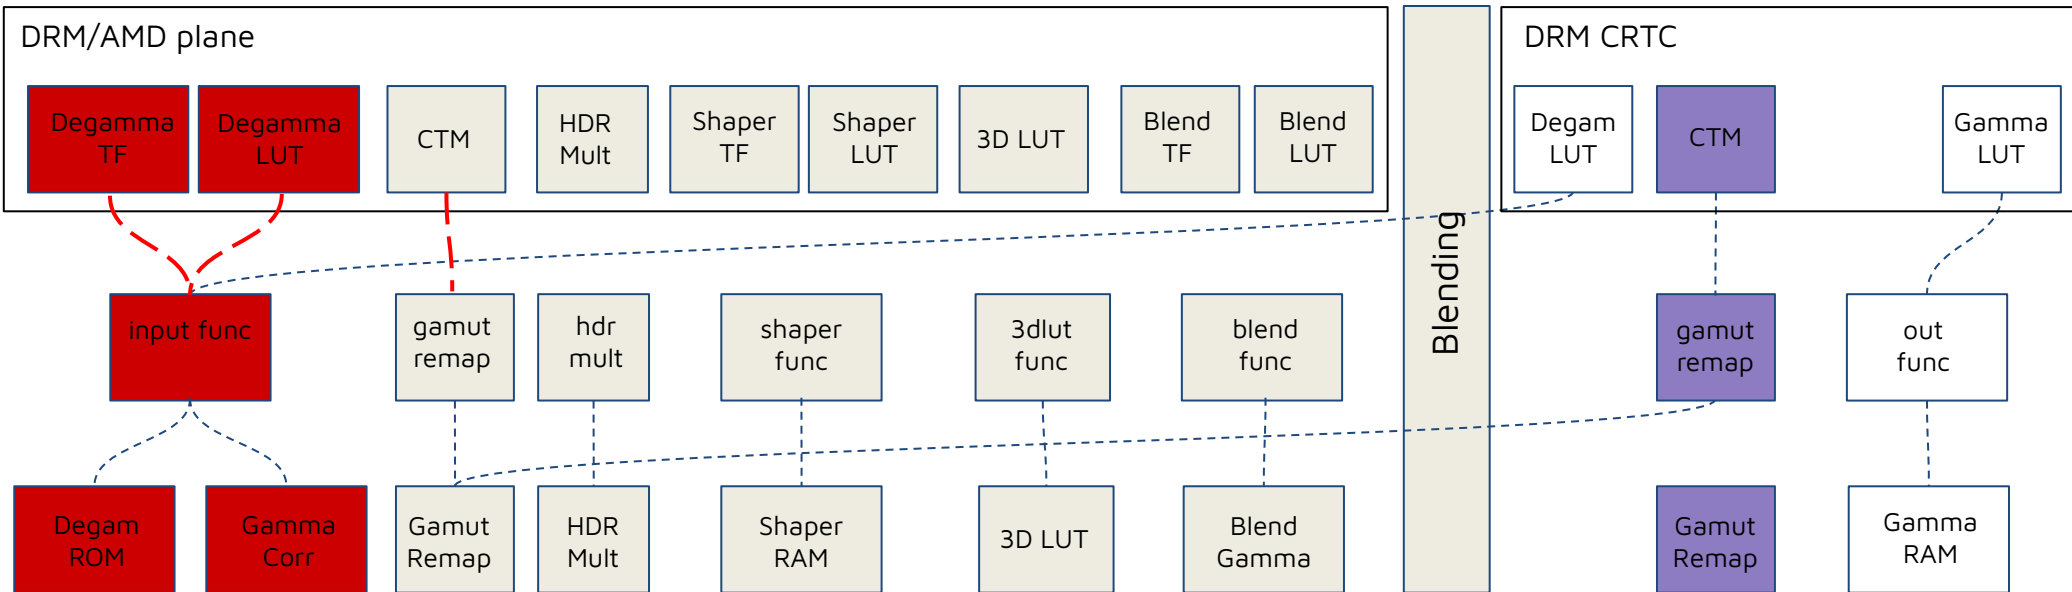 DRM/AMD plane
Degamma
TF
Degamma
LUT
CTM
HDR
Mult
Shaper
TF
Shaper
LUT
3D LUT
Blend
TF
Blend
LUT
Blending
DRM CRTC
Degam
LUT
CTM
Gamma
LUT
input func
gamut
remap
hdr
mult
shaper
func
3dlut
func
blend
func
gamut
remap
out
func
Degam
ROM
Gamma
Corr
Gamut
Remap
HDR
Mult
Shaper
RAM
3D LUT
Blend
Gamma
Gamut
Remap
Gamma
RAM